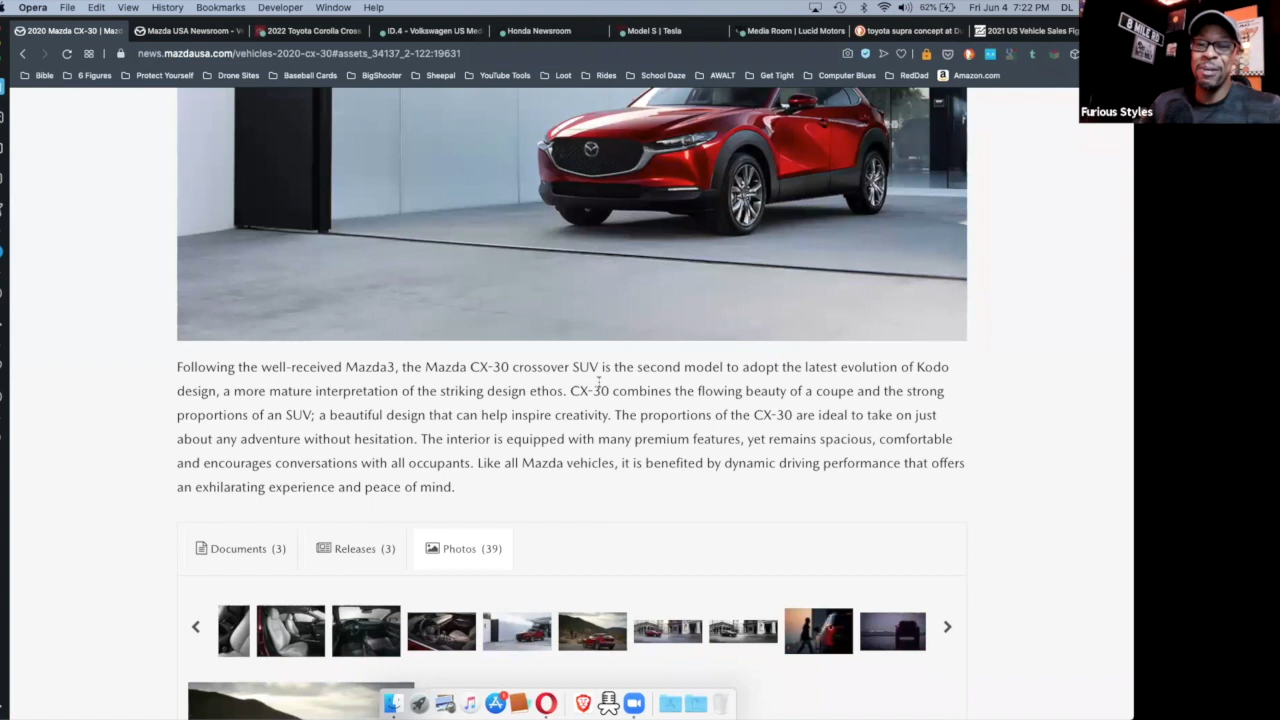 Opera File Edit View History Bookmarks Developer Window Help 62% Fri Jun 4 7:22 PM DL
2020 Mazda CX-30 | Mazd Mazda USA Newsroom - V 2022 Toyota Corolla Cross ID.4 - Volkswagen US Med Honda Newsroom Model S | Tesla Media Room | Lucid Motors toyota supra concept at D 2021 US Vehicle Sales Fig
news.mazdausa.com/vehicles-2020-cx-30#assets_34137_2-122:19631
Bible 6 Figures Protect Yourself Drone Sites Baseball Cards BigShooter Sheepal YouTube Tools Loot Rides School Daze AWALT Get Tight Computer Blues RedDad Amazon.com
8 MILE RD
Furious Styles
Following the well-received Mazda3, the Mazda CX-30 crossover SUV is the second model to adopt the latest evolution of Kodo
design, a more mature interpretation of the striking design ethos. CX-30 combines the flowing beauty of a coupe and the strong
proportions of an SUV; a beautiful design that can help inspire creativity. The proportions of the CX-30 are ideal to take on just
about any adventure without hesitation. The interior is equipped with many premium features, yet remains spacious, comfortable
and encourages conversations with all occupants. Like all Mazda vehicles, it is benefited by dynamic driving performance that offers
an exhilarating experience and peace of mind.
Documents (3) Releases (3) Photos (39)